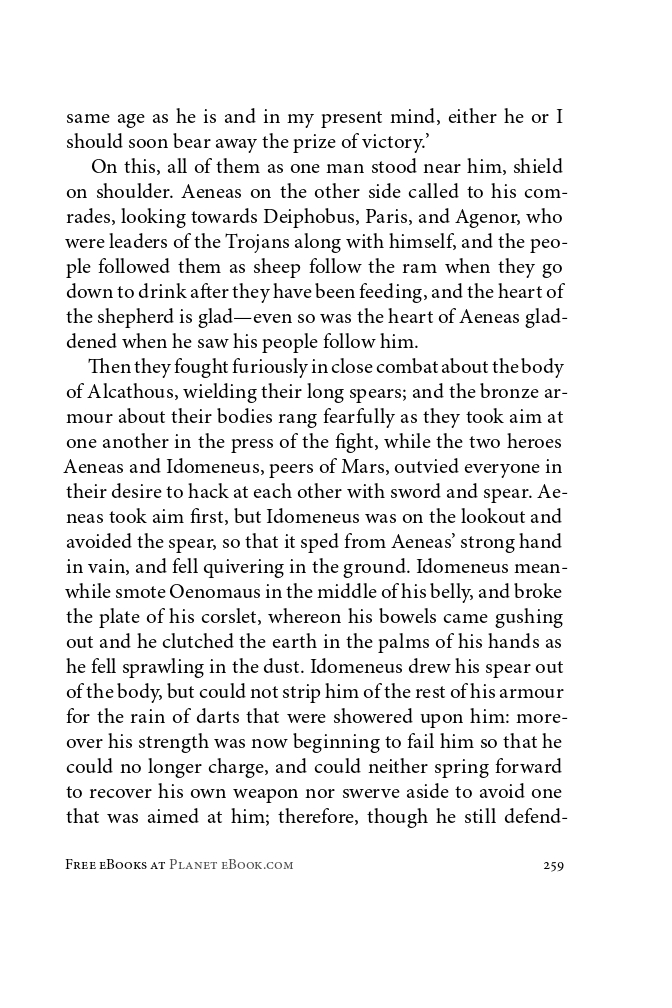 same age as he is and in my present mind, either he or I
should soon bear away the prize of victory.’
On this, all of them as one man stood near him, shield
on shoulder. Aeneas on the other side called to his com-
rades, looking towards Deiphobus, Paris, and Agenor, who
were leaders of the Trojans along with himself, and the peo-
ple followed them as sheep follow the ram when they go
down to drink after they have been feeding, and the heart of
the shepherd is glad—even so was the heart of Aeneas glad-
dened when he saw his people follow him.
Then they fought furiously in close combat about the body
of Alcathous, wielding their long spears; and the bronze ar-
mour about their bodies rang fearfully as they took aim at
one another in the press of the fight, while the two heroes
Aeneas and Idomeneus, peers of Mars, outvied everyone in
their desire to hack at each other with sword and spear. Ae-
neas took aim first, but Idomeneus was on the lookout and
avoided the spear, so that it sped from Aeneas’ strong hand
in vain, and fell quivering in the ground. Idomeneus mean-
while smote Oenomaus in the middle of his belly, and broke
the plate of his corslet, whereon his bowels came gushing
out and he clutched the earth in the palms of his hands as
he fell sprawling in the dust. Idomeneus drew his spear out
of the body, but could not strip him of the rest of his armour
for the rain of darts that were showered upon him: more-
over his strength was now beginning to fail him so that he
could no longer charge, and could neither spring forward
to recover his own weapon nor swerve aside to avoid one
that was aimed at him; therefore, though he still defend-
Free eBooks at Planet eBook.com 259